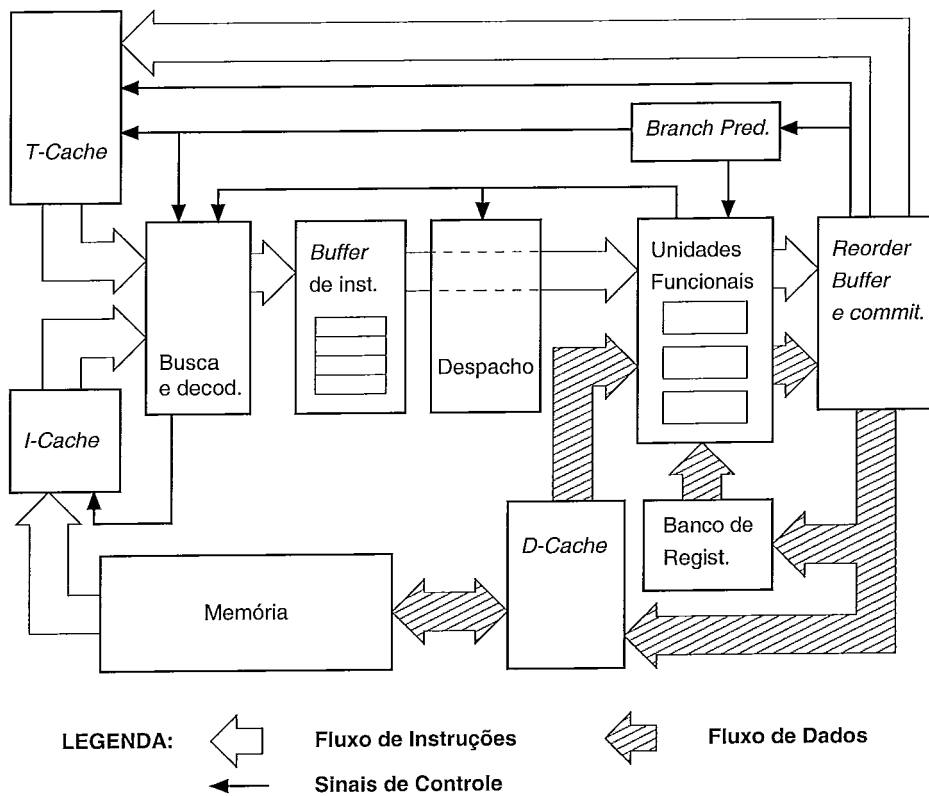 T-Cache
Branch Pred.
Buffer
de inst.
Unidades
Funcionais
Reorder
Buffer
e commit.
Busca
e decod.
Despacho
I-Cache
D-Cache
Banco de
Regist.
Memória
LEGENDA:
Fluxo de Instruções
Fluxo de Dados
Sinais de Controle